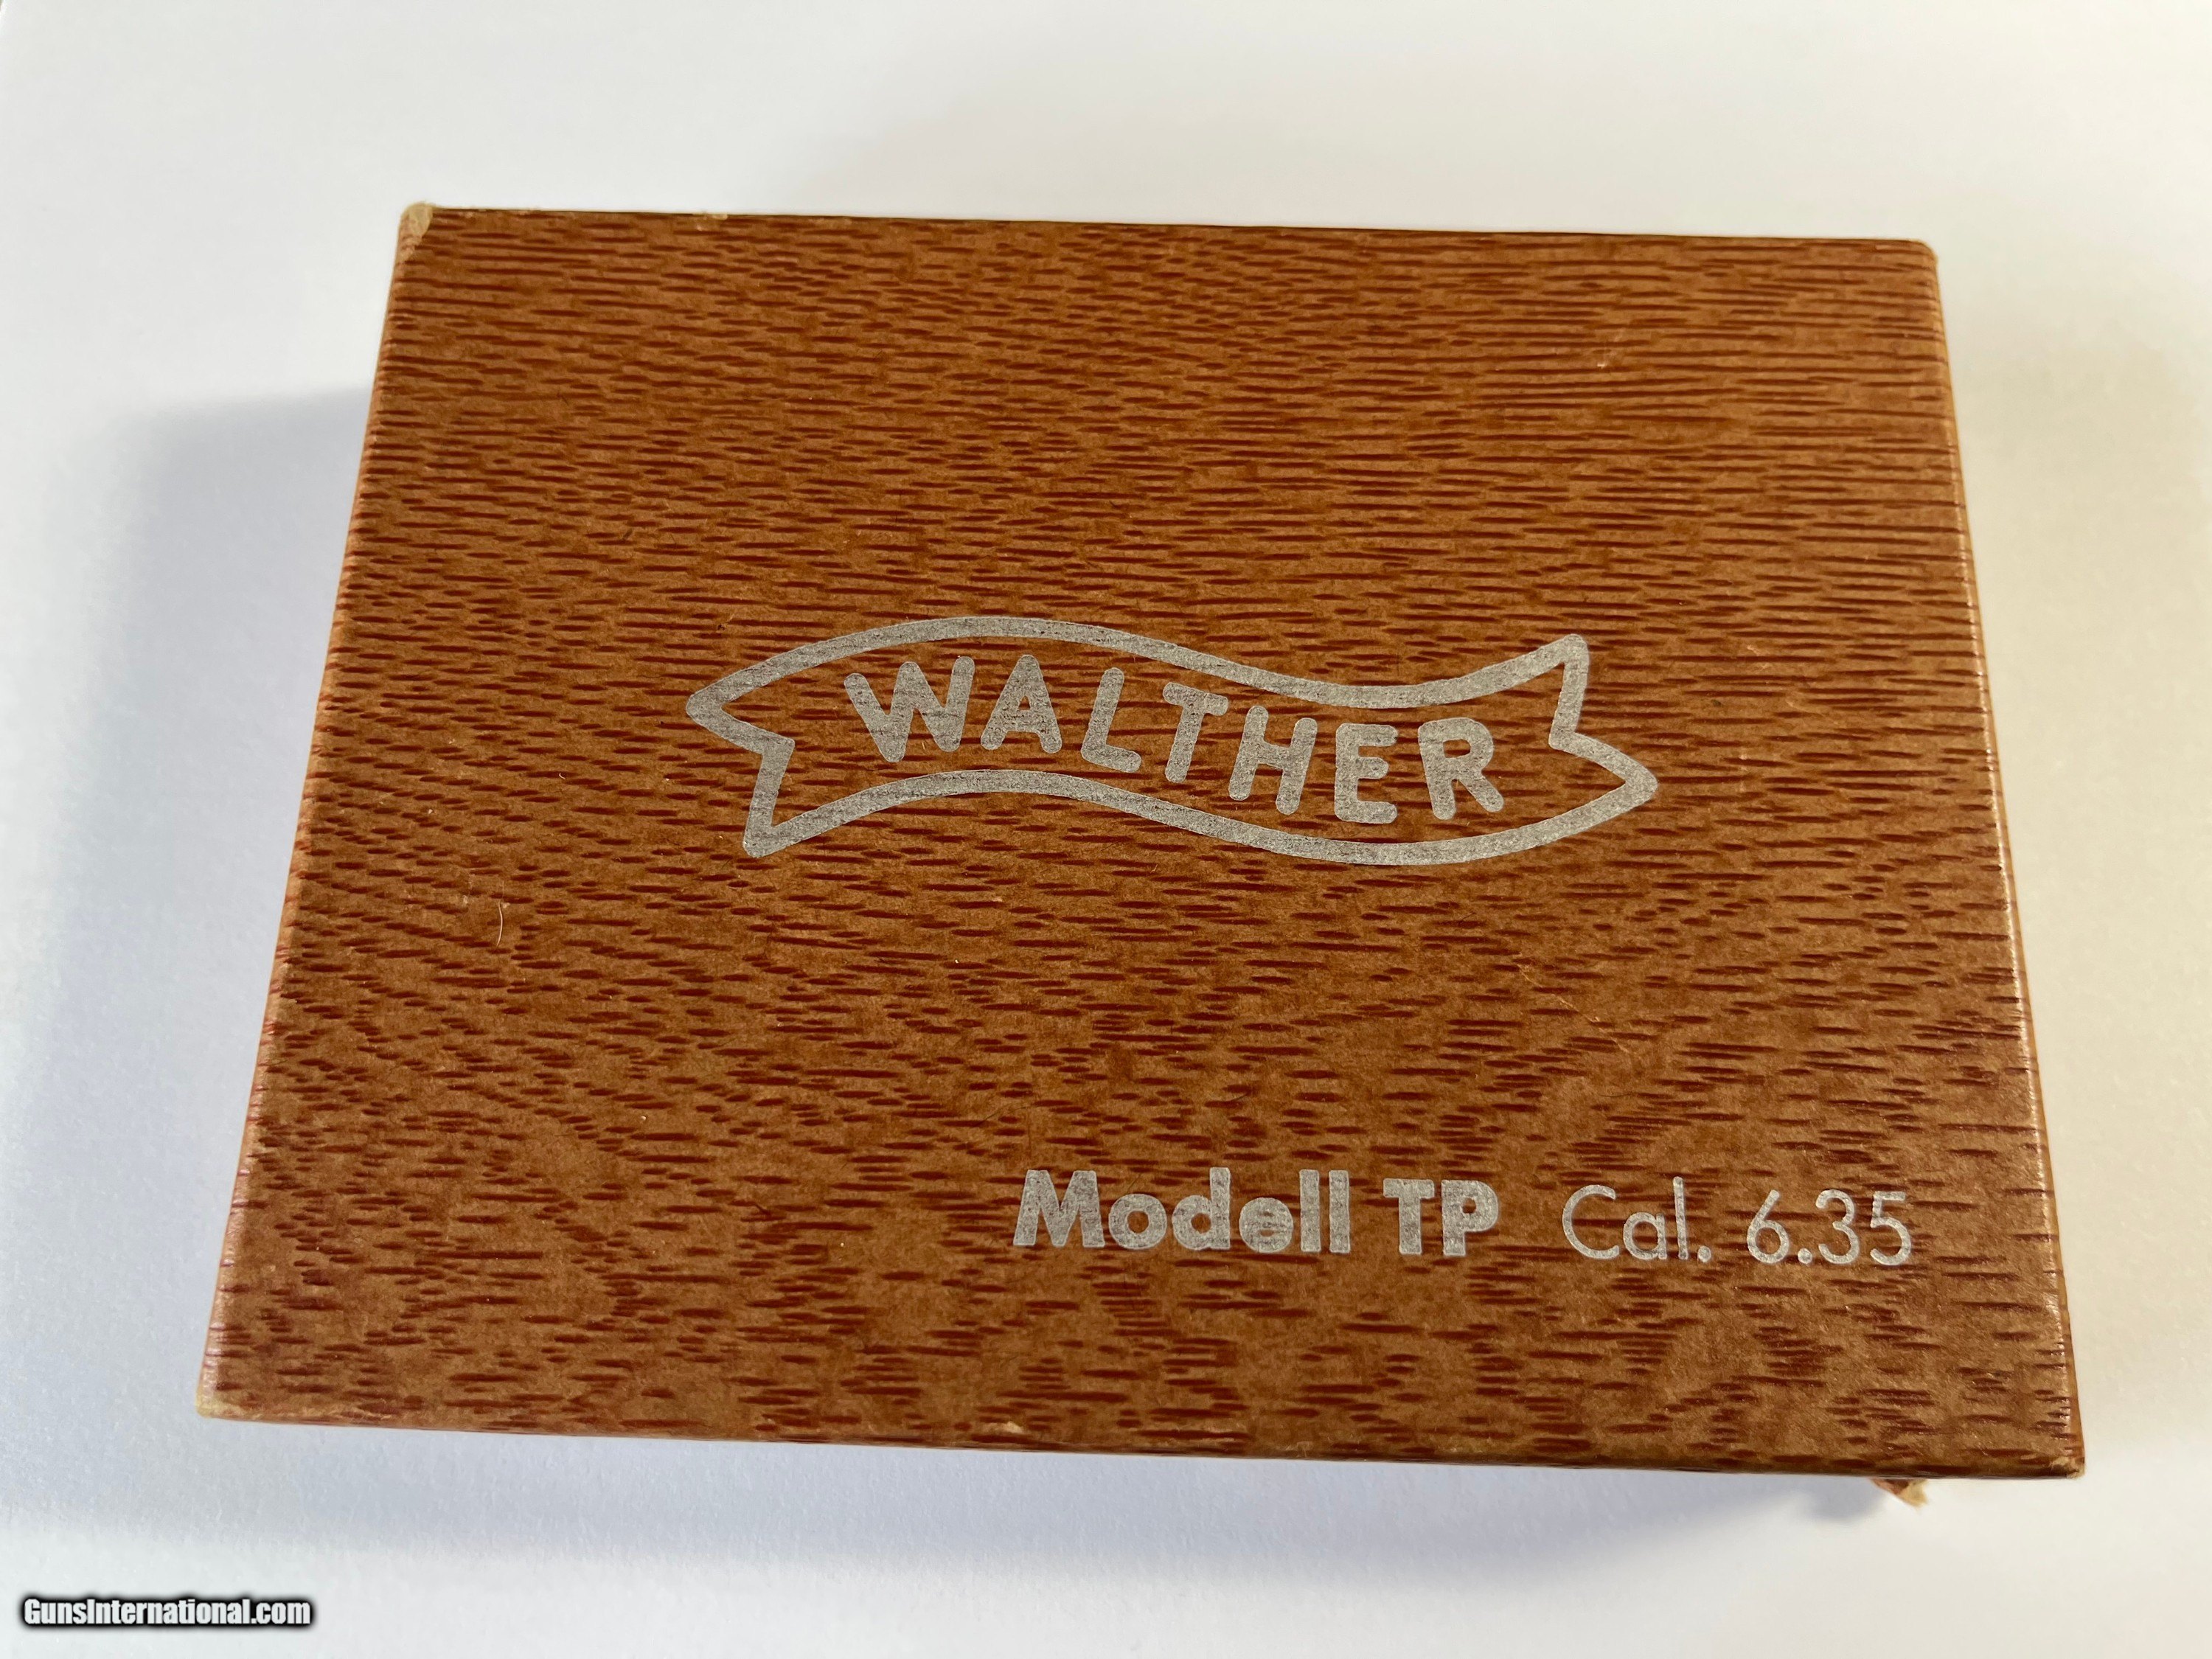 WALTHER
Modell TP Cal. 6.35
GunsInternational.com